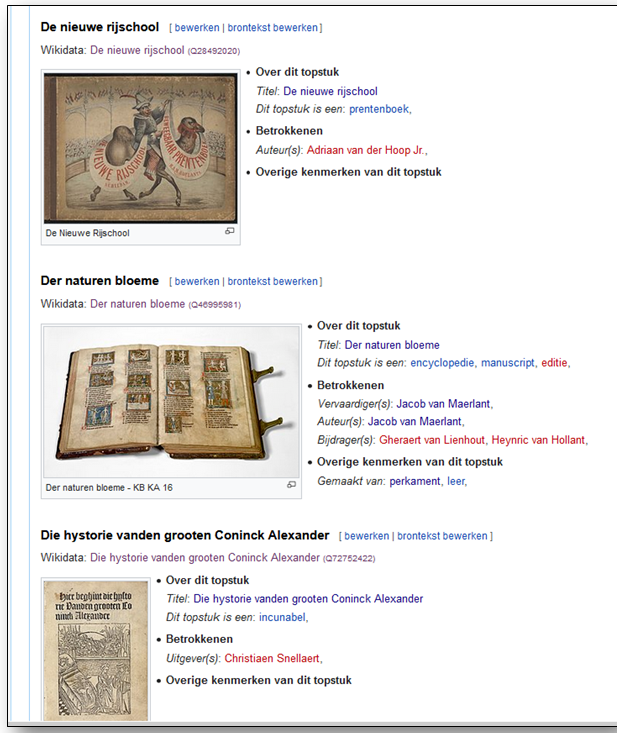 De nieuwe rijschool [ bewerken | brontekst bewerken ]
Wikidata: De nieuwe rijschool (Q28492020)
DE NIEUWE RIJSCHOOL
PRENTENBOEK
De Nieuwe Rijschool
• Over dit topstuk
Titel: De nieuwe rijschool
Dit topstuk is een: prentenboek,
• Betrokkenen
Auteur(s): Adriaan van der Hoop Jr.,
• Overige kenmerken van dit topstuk
Der naturen bloeme [ bewerken | brontekst bewerken ]
Wikidata: Der naturen bloeme (Q46995981)
Der naturen bloeme - KB KA 16
• Over dit topstuk
Titel: Der naturen bloeme
Dit topstuk is een: encyclopedie, manuscript, editie,
• Betrokkenen
Vervaardiger(s): Jacob van Maerlant,
Auteur(s): Jacob van Maerlant,
Bijdrager(s): Gheraert van Lienhout, Heynric van Hollant,
• Overige kenmerken van dit topstuk
Gemaakt van: perkament, leer,
Die hystorie vanden grooten Coninck Alexander [ bewerken | brontekst bewerken ]
Wikidata: Die hystorie vanden grooten Coninck Alexander (Q72752422)
Hier beghint die hysto
rie Vanden grooten Co
ninck Alexander
• Over dit topstuk
Titel: Die hystorie vanden grooten Coninck Alexander
Dit topstuk is een: incunabel,
• Betrokkenen
Uitgever(s): Christiaen Snellaert,
• Overige kenmerken van dit topstuk